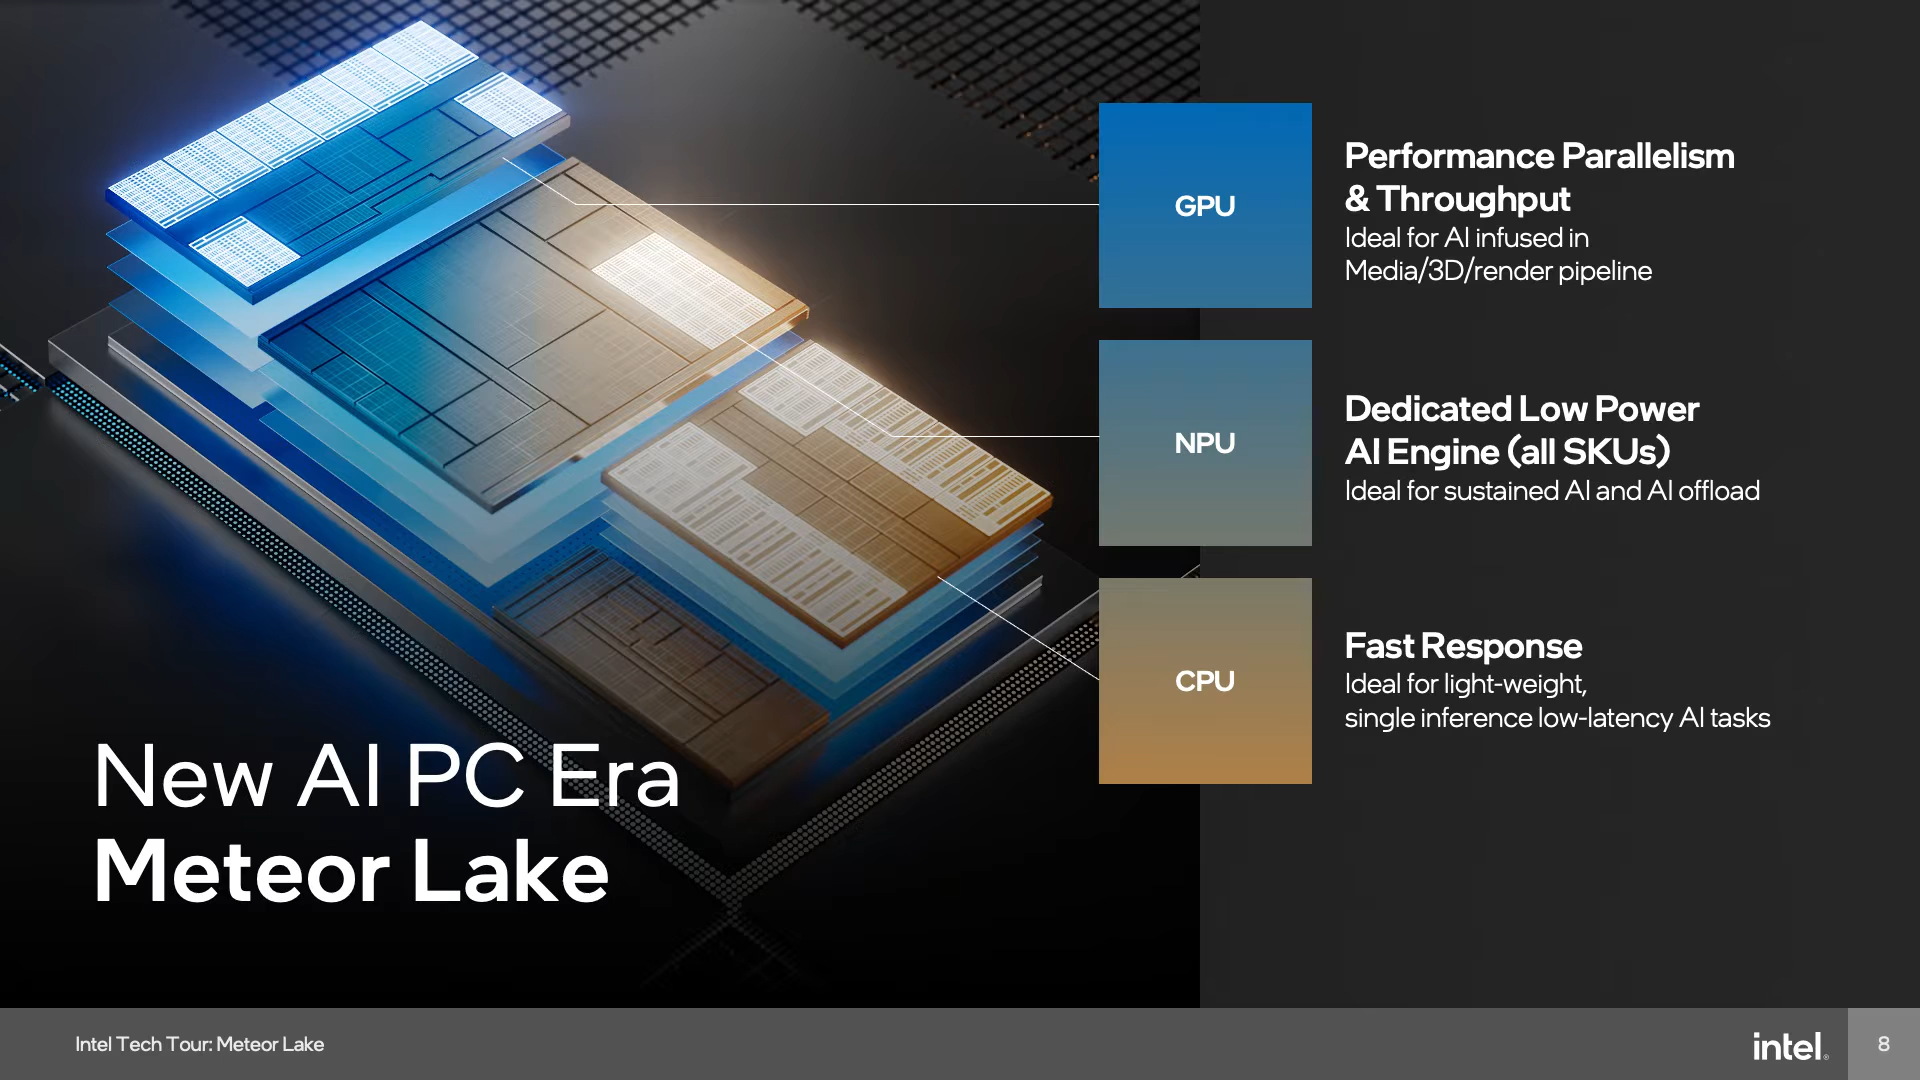 GPU
Performance Parallelism
& Throughput
Ideal for AI infused in
Media/3D/render pipeline
NPU
Dedicated Low Power
AI Engine (all SKUs)
Ideal for sustained AI and AI offload
CPU
Fast Response
Ideal for light-weight,
single inference low-latency AI tasks
New AI PC Era
Meteor Lake
Intel Tech Tour: Meteor Lake
intel®
8